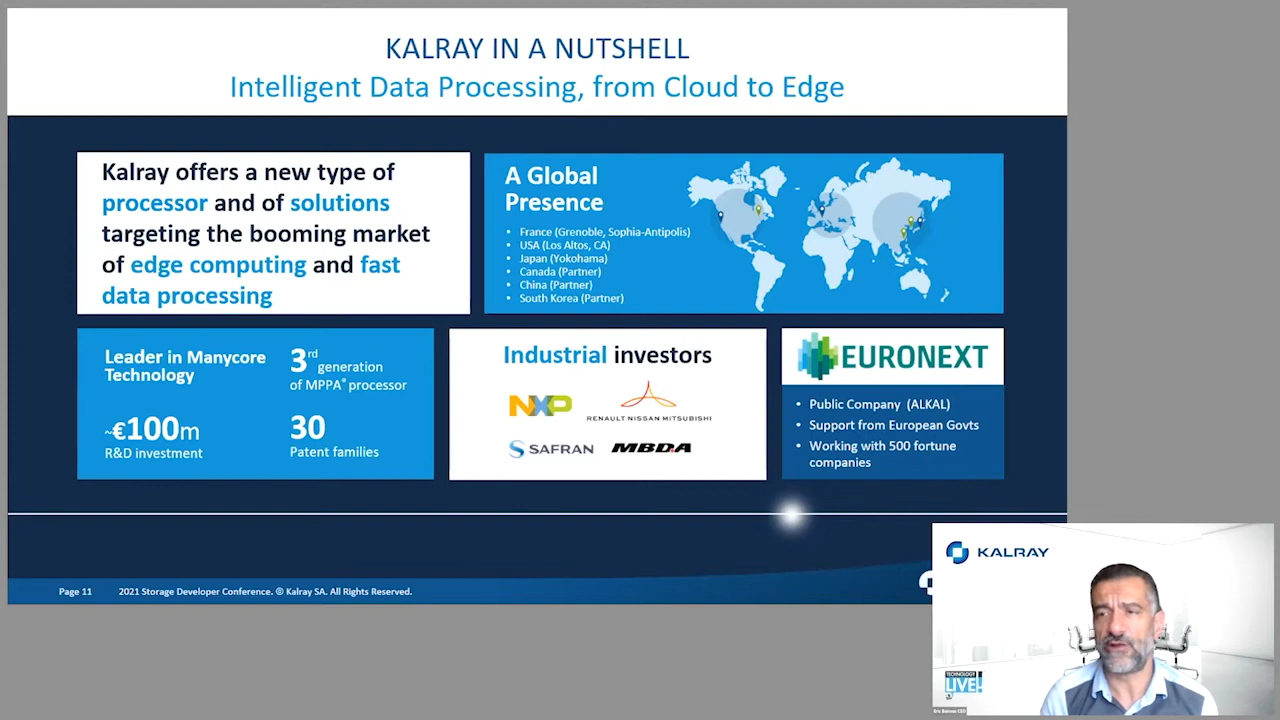 KALRAY IN A NUTSHELL
Intelligent Data Processing, from Cloud to Edge
Kalray offers a new type of
processor and of solutions
targeting the booming market
of edge computing and fast
data processing
A Global
Presence
• France (Grenoble, Sophia-Antipolis)
• USA (Los Altos, CA)
• Japan (Yokohama)
• Canada (Partner)
• China (Partner)
• South Korea (Partner)
Leader in Manycore
Technology
3rd generation
of MPPA® processor
~€100m
R&D investment
30
Patent families
Industrial investors
NXP
RENAULT NISSAN MITSUBISHI
SAFRAN
MBDA
EURONEXT
• Public Company (ALKAL)
• Support from European Govts
• Working with 500 fortune
companies
Page 11 2021 Storage Developer Conference. © Kalray SA. All Rights Reserved.
KALRAY
TECHNOLOGY
LIVE!